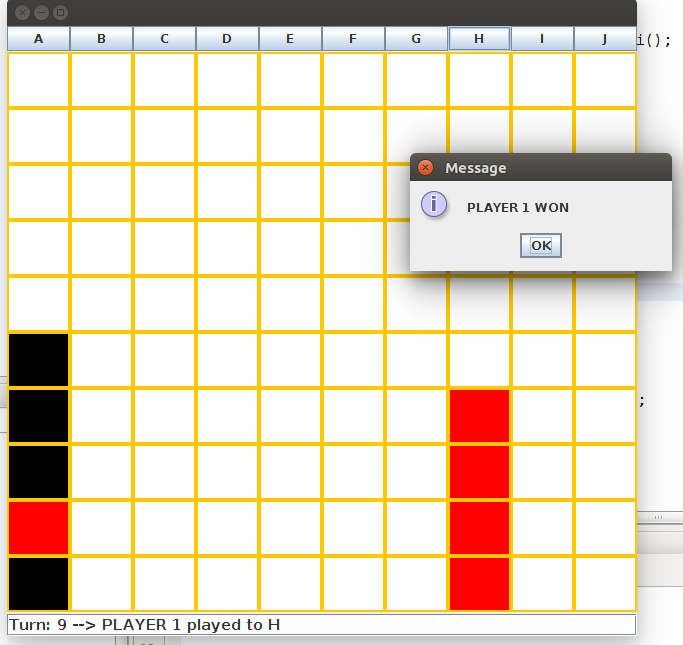 i();
A B C D E F G H I J
Message
i PLAYER 1 WON
OK
;
Turn: 9 --> PLAYER 1 played to H